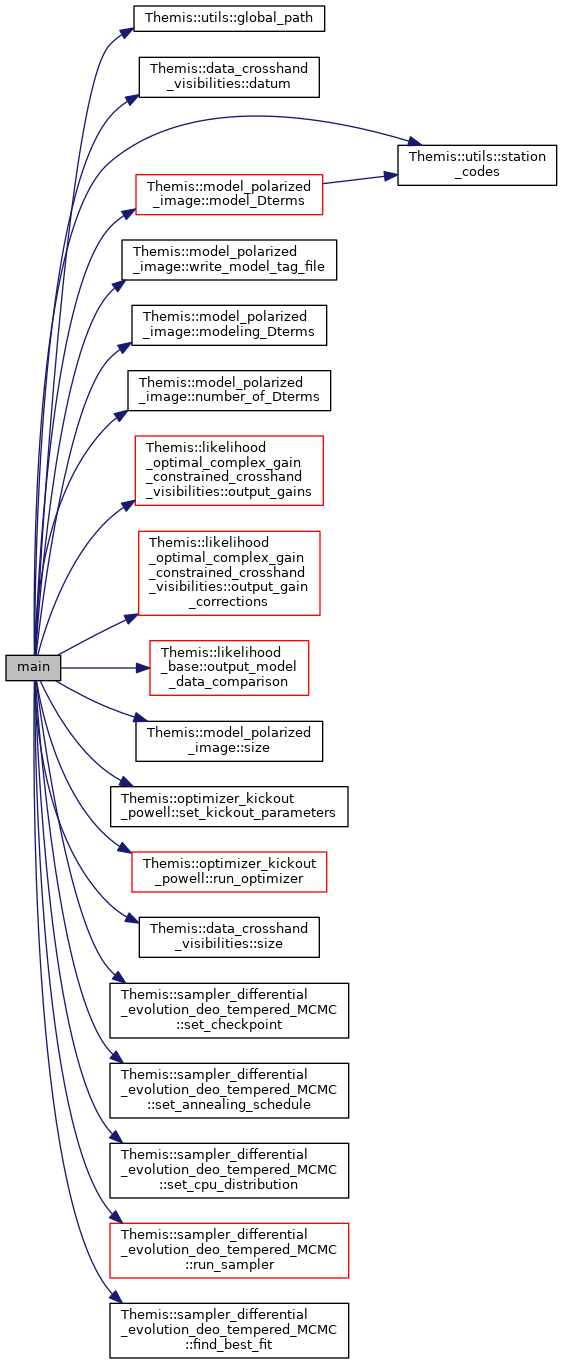 Themis::utils::global_path
Themis::data_crosshand
_visibilities::datum
Themis::utils::station
_codes
Themis::model_polarized
_image::model_Dterms
Themis::model_polarized
_image::write_model_tag_file
Themis::model_polarized
_image::modeling_Dterms
Themis::model_polarized
_image::number_of_Dterms
Themis::likelihood
_optimal_complex_gain
_constrained_crosshand
_visibilities::output_gains
Themis::likelihood
_optimal_complex_gain
_constrained_crosshand
_visibilities::output_gain
_corrections
main
Themis::likelihood
_base::output_model
_data_comparison
Themis::model_polarized
_image::size
Themis::optimizer_kickout
_powell::set_kickout_parameters
Themis::optimizer_kickout
_powell::run_optimizer
Themis::data_crosshand
_visibilities::size
Themis::sampler_differential
_evolution_deo_tempered_MCMC
::set_checkpoint
Themis::sampler_differential
_evolution_deo_tempered_MCMC
::set_annealing_schedule
Themis::sampler_differential
_evolution_deo_tempered_MCMC
::set_cpu_distribution
Themis::sampler_differential
_evolution_deo_tempered_MCMC
::run_sampler
Themis::sampler_differential
_evolution_deo_tempered_MCMC
::find_best_fit